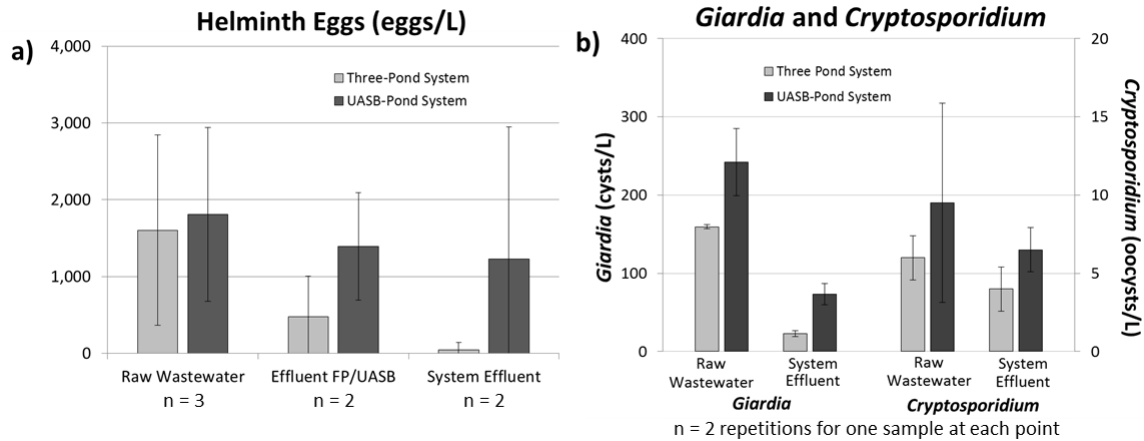 Helminth Eggs (eggs/L)
a)
4,000
3,000
2,000
1,000
0
Three-Pond System
UASB-Pond System
Raw Wastewater
Effluent FP/UASB
System Effluent
n = 3
n = 2
n = 2
Giardia and Cryptosporidium
b)
400
300
200
100
0
Giardia (cysts/L)
Three Pond System
UASB-Pond System
20
15
10
5
0
Cryptosporidium (oocysts/L)
Raw
Wastewater
System
Effluent
Raw
Wastewater
System
Effluent
Giardia
Cryptosporidium
n = 2 repetitions for one sample at each point